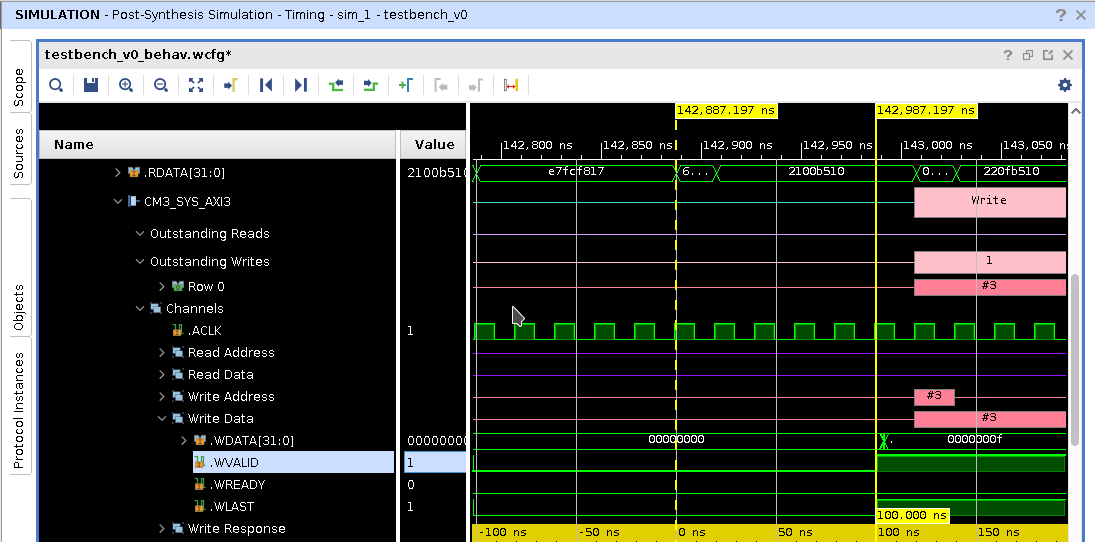 SIMULATION - Post-Synthesis Simulation - Timing - sim_1 - testbench_v0
testbench_v0_behav.wcfg*
Scope
Sources
Objects
Protocol Instances
142,887.197 ns 142,987.197 ns
Name Value
142,800 ns 142,850 ns 142,900 ns 142,950 ns 143,000 ns 143,050 ns
.RDATA[31:0] 2100b510 e7fcf817 6... 2100b510 0... 220fb510
CM3_SYS_AXI3 Write
Outstanding Reads
Outstanding Writes 1
Row 0 #3
Channels
.ACLK 1
Read Address
Read Data
Write Address #3
Write Data #3
.WDATA[31:0] 00000000 00000000 0000000f
.WVALID 1
.WREADY 0
.WLAST 1
100.000 ns
Write Response -100 ns -50 ns 0 ns 50 ns 100 ns 150 ns